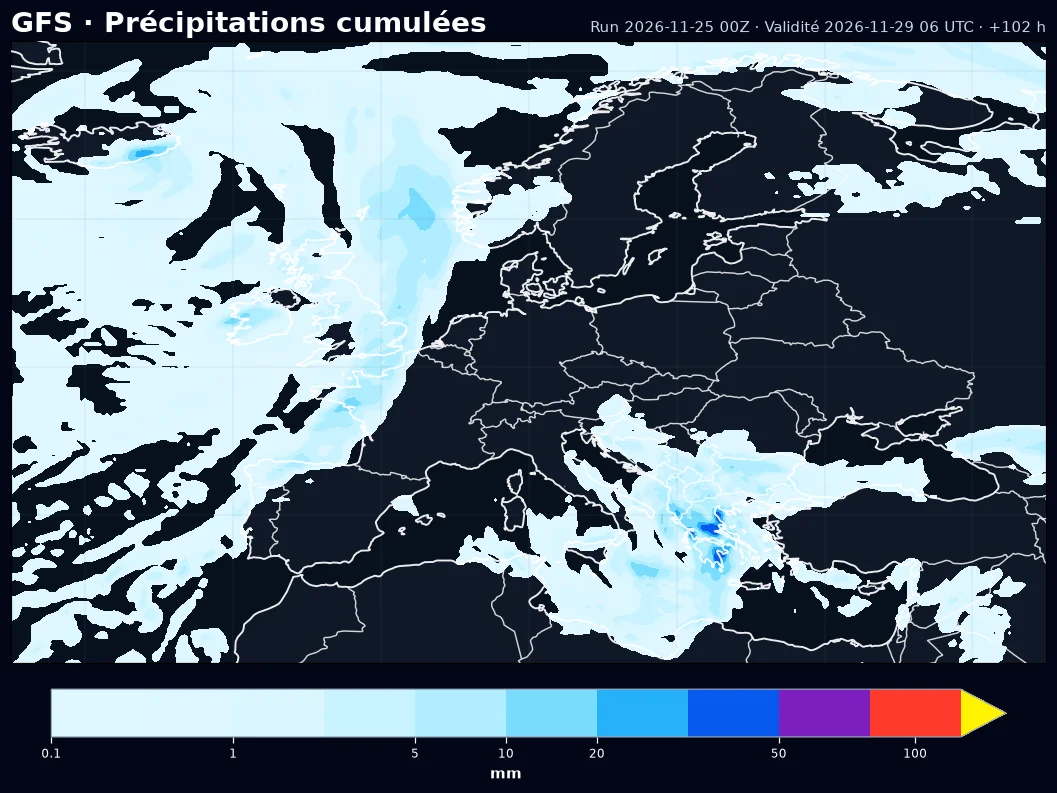 GFS · Précipitations cumulées
Run 2026-11-25 00Z · Validité 2026-11-29 06 UTC · +102 h
0.1 1 5 10 20 50 100
mm